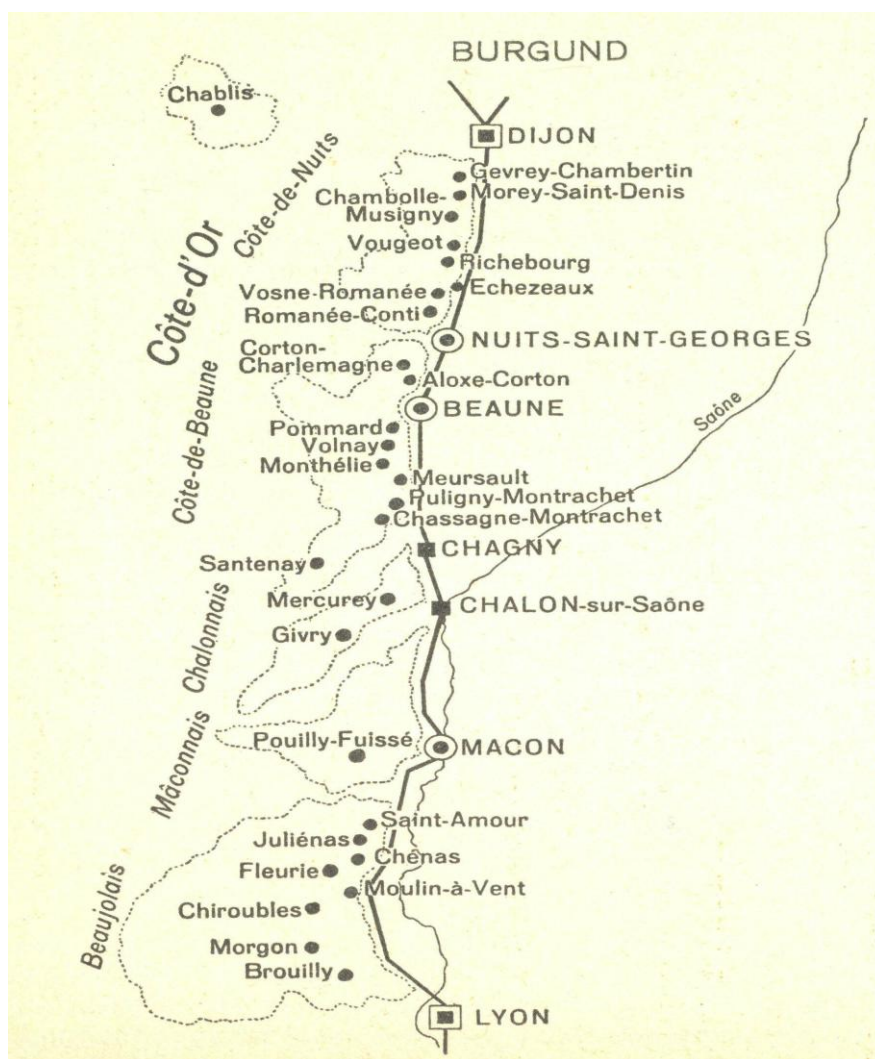 BURGUND
Chablis
DIJON
Côte-de-Nuits
Gevrey-Chambertin
Morey-Saint-Denis
Chambolle-
Musigny
Côte-d'Or
Vougeot
Richebourg
Echezeaux
Vosne-Romanée
Romanée-Conti
NUITS-SAINT-GEORGES
Corton-
Charlemagne
Aloxe-Corton
BEAUNE
Saône
Côte-de-Beaune
Pommard
Volnay
Monthélie
Meursault
Puligny-Montrachet
Chassagne-Montrachet
CHAGNY
Santenay
Mercurey
CHALON-sur-Saône
Givry
Chalonnais
Mâconnais
Pouilly-Fuissé
MACON
Saint-Amour
Juliénas
Chênas
Fleurie
Moulin-à-Vent
Chiroubles
Beaujolais
Morgon
Brouilly
LYON